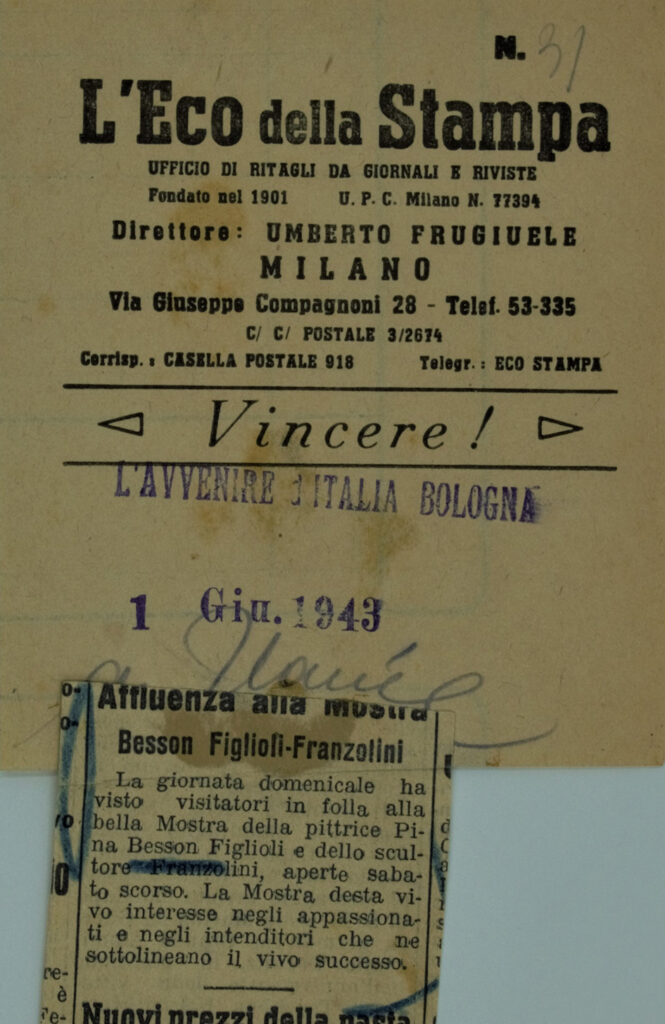 N. 31
L'Eco della Stampa
UFFICIO DI RITAGLI DA GIORNALI E RIVISTE
Fondato nel 1901 U. P. C. Milano N. 77394
Direttore: UMBERTO FRUGIUELE
MILANO
Via Giuseppe Compagnoni 28 - Telef. 53-335
C/ C/ POSTALE 3/2674
Corrisp.: CASELLA POSTALE 918 Telegr.: ECO STAMPA
Vincere!
L'AVVENIRE d'ITALIA BOLOGNA
1 Giu. 1943
Affluenza alla Mostra
Besson Figlioli-Franzolini
La giornata domenicale ha
visto visitatori in folla alla
bella Mostra della pittrice Pi-
na Besson Figlioli e dello scul-
tore Franzolini, aperte saba-
to scorso. La Mostra desta vi-
vo interesse negli appassiona-
ti e negli intenditori che ne
sottolineano il vivo successo.
Nuovi prezzi della pasta